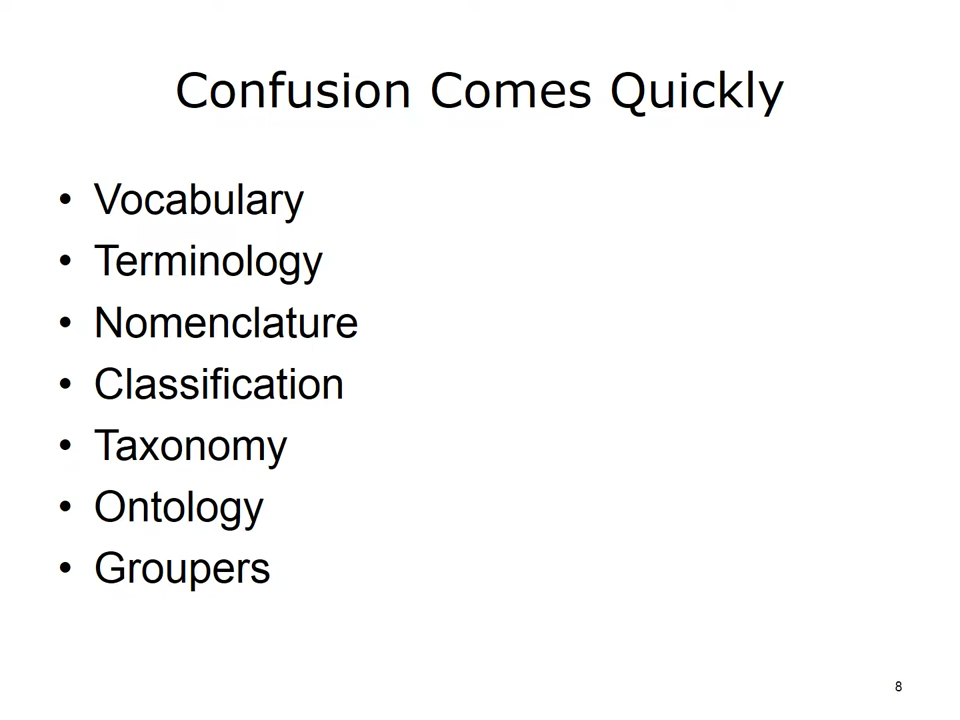 Confusion Comes Quickly
• Vocabulary
• Terminology
• Nomenclature
• Classification
• Taxonomy
• Ontology
• Groupers
8